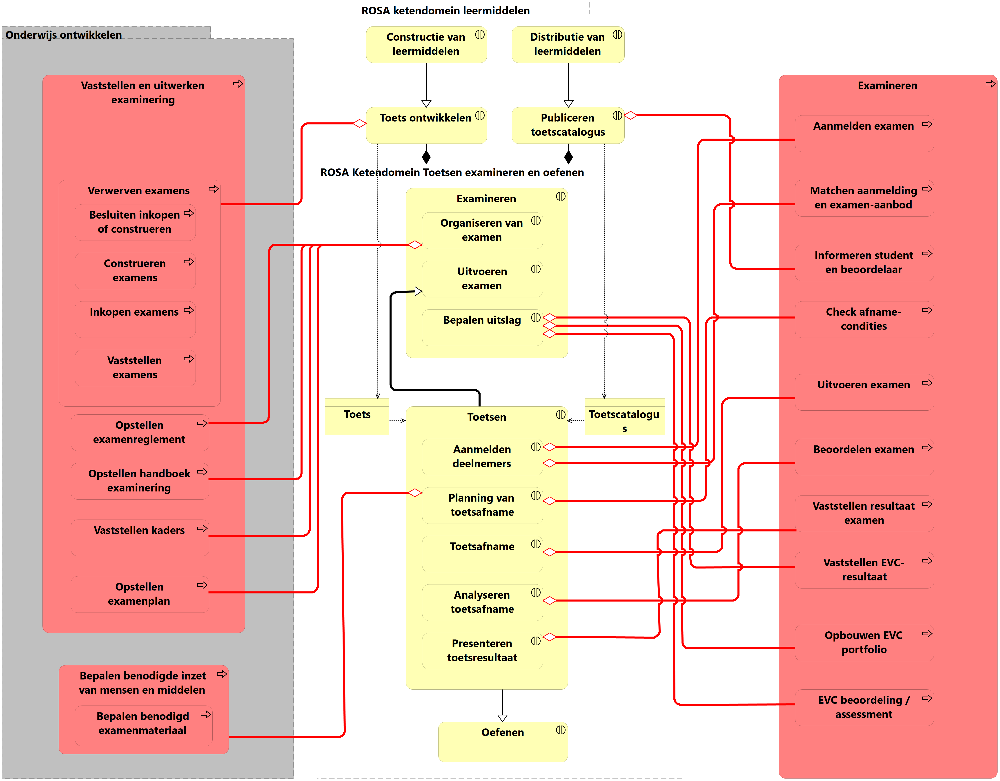 ROSA ketendomein leermiddelen
Constructie van
leermiddelen
Distributie van
leermiddelen
Onderwijs ontwikkelen
Vaststellen en uitwerken
examinering
Verwerven examens
Besluiten inkopen
of construeren
Construeren
examens
Inkopen examens
Vaststellen
examens
Opstellen
examenreglement
Opstellen handboek
examinering
Vaststellen kaders
Opstellen
examenplan
Bepalen benodigde inzet
van mensen en middelen
Bepalen benodigd
examenmateriaal
Toets ontwikkelen
Publiceren
toetscatalogus
ROSA Ketendomein Toetsen examineren en oefenen
Examineren
Organiseren van
examen
Uitvoeren
examen
Bepalen uitslag
Toets
Toetscatalogu
s
Toetsen
Aanmelden
deelnemers
Planning van
toetsafname
Toetsafname
Analyseren
toetsafname
Presenteren
toetsresultaat
Oefenen
Examineren
Aanmelden examen
Matchen aanmelding
en examen-aanbod
Informeren student
en beoordelaar
Check afname-
condities
Uitvoeren examen
Beoordelen examen
Vaststellen resultaat
examen
Vaststellen EVC-
resultaat
Opbouwen EVC
portfolio
EVC beoordeling /
assessment